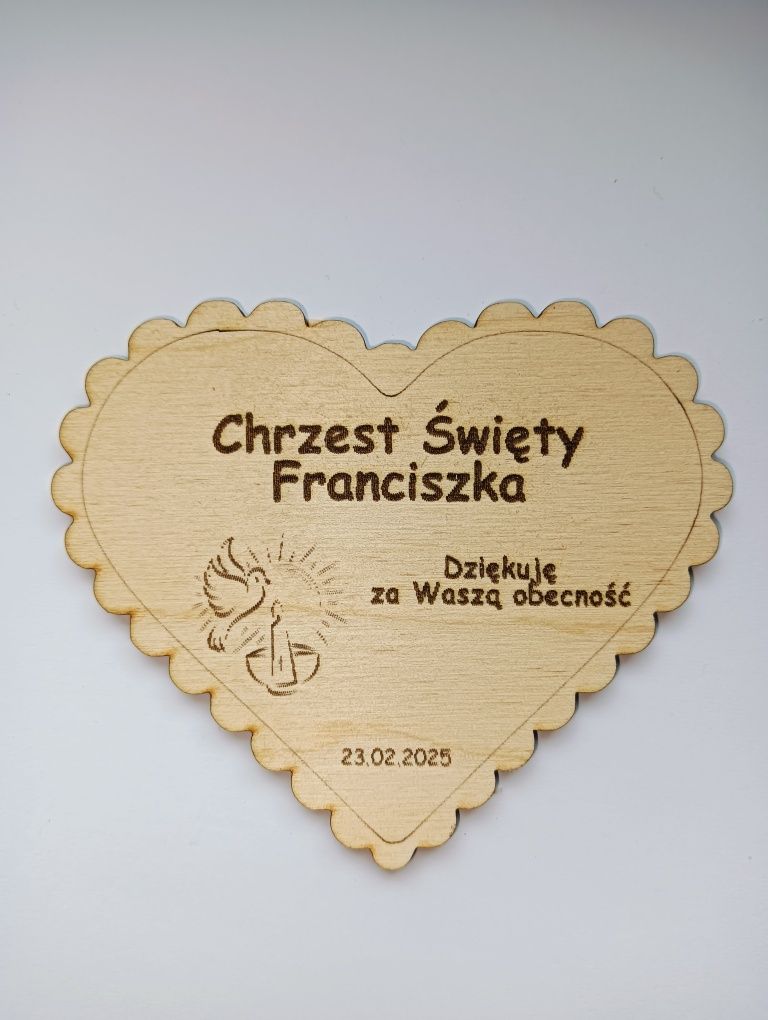 Chrzest Święty
Franciszka
Dziękuję
za Waszą obecność
23.02.2025